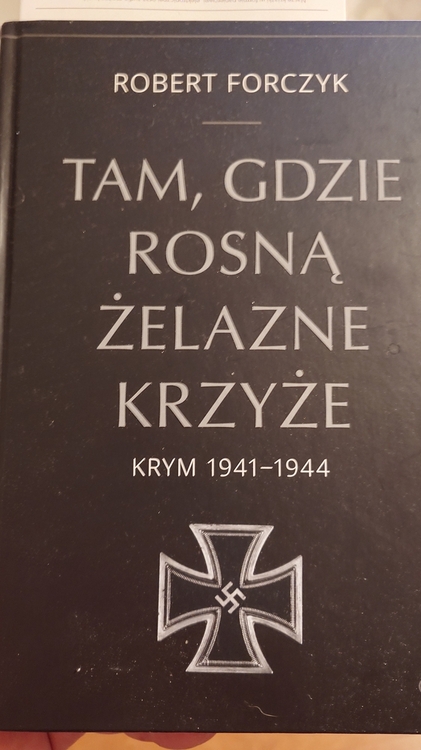 ROBERT FORCZYK
TAM, GDZIE
ROSNĄ
ŻELAZNE
KRZYŻE
KRYM 1941–1944